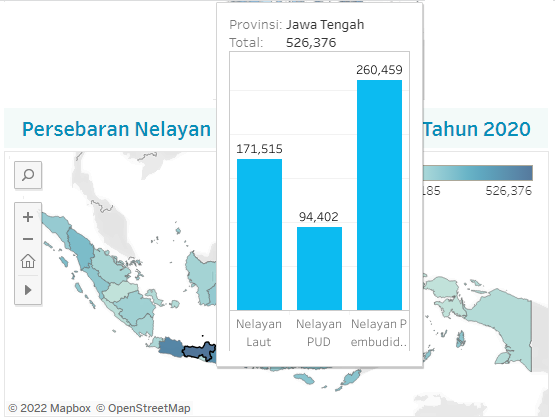 Provinsi: Jawa Tengah
Total: 526,376
260,459
171,515
94,402
Nelayan Laut
Nelayan PUD
Nelayan P embudid..
Persebaran Nelayan Tahun 2020
185 526,376
© 2022 Mapbox © OpenStreetMap